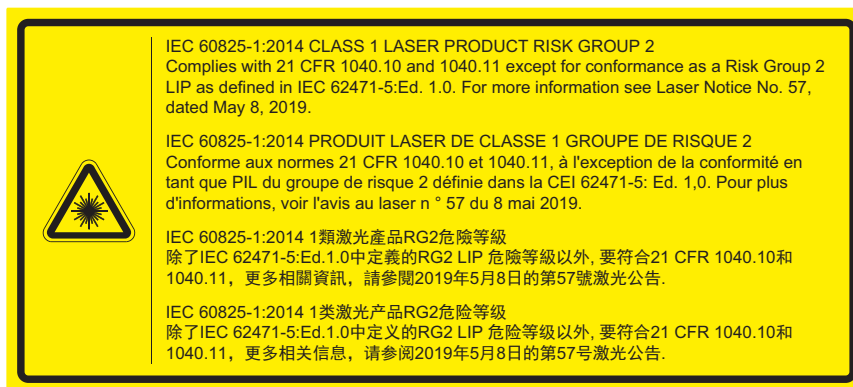 IEC 60825-1:2014 CLASS 1 LASER PRODUCT RISK GROUP 2
Complies with 21 CFR 1040.10 and 1040.11 except for conformance as a Risk Group 2
LIP as defined in IEC 62471-5:Ed. 1.0. For more information see Laser Notice No. 57,
dated May 8, 2019.
IEC 60825-1:2014 PRODUIT LASER DE CLASSE 1 GROUPE DE RISQUE 2
Conforme aux normes 21 CFR 1040.10 et 1040.11, à l'exception de la conformité en
tant que PIL du groupe de risque 2 définie dans la CEI 62471-5: Ed. 1,0. Pour plus
d'informations, voir l'avis au laser n ° 57 du 8 mai 2019.
IEC 60825-1:2014 1類激光產品RG2危險等級
除了IEC 62471-5:Ed.1.0中定義的RG2 LIP 危險等級以外, 要符合21 CFR 1040.10和
1040.11，更多相關資訊，請參閱2019年5月8日的第57號激光公告.
IEC 60825-1:2014 1类激光产品RG2危险等级
除了IEC 62471-5:Ed.1.0中定义的RG2 LIP 危险等级以外, 要符合21 CFR 1040.10和
1040.11，更多相关信息，请参阅2019年5月8日的第57号激光公告.